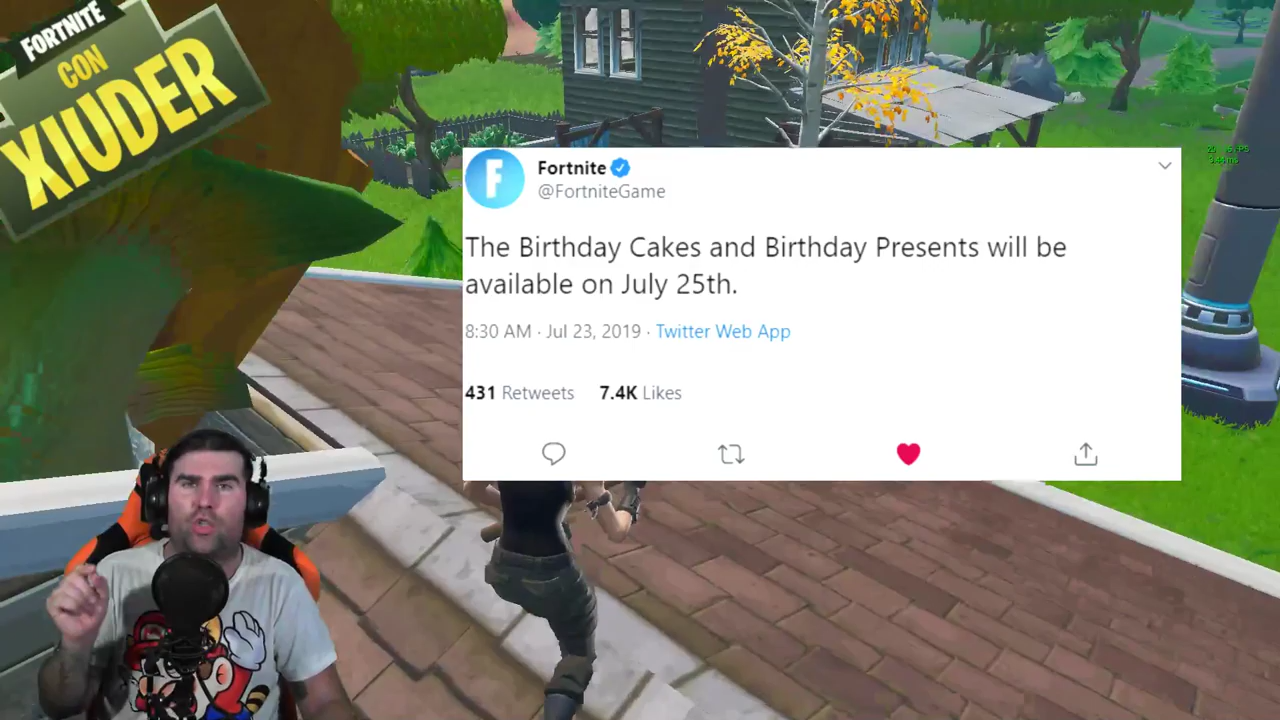 FORTNITE
CON
XIUDER
Fortnite
@FortniteGame
The Birthday Cakes and Birthday Presents will be
available on July 25th.
8:30 AM · Jul 23, 2019 · Twitter Web App
431 Retweets 7.4K Likes